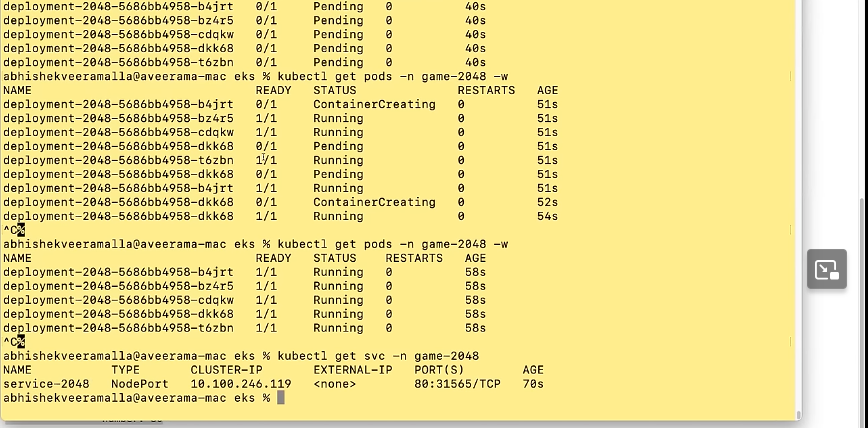 deployment-2048-5686bb4958-b4jrt   0/1     Pending   0          40s
deployment-2048-5686bb4958-bz4r5   0/1     Pending   0          40s
deployment-2048-5686bb4958-cdqkw   0/1     Pending   0          40s
deployment-2048-5686bb4958-dkk68   0/1     Pending   0          40s
deployment-2048-5686bb4958-t6zbn   0/1     Pending   0          40s
abhishekveeramalla@aveerama-mac eks % kubectl get pods -n game-2048 -w
NAME                               READY   STATUS              RESTARTS   AGE
deployment-2048-5686bb4958-b4jrt   0/1     ContainerCreating   0          51s
deployment-2048-5686bb4958-bz4r5   1/1     Running             0          51s
deployment-2048-5686bb4958-cdqkw   1/1     Running             0          51s
deployment-2048-5686bb4958-dkk68   0/1     Pending             0          51s
deployment-2048-5686bb4958-t6zbn   1/1     Running             0          51s
deployment-2048-5686bb4958-dkk68   0/1     Pending             0          51s
deployment-2048-5686bb4958-b4jrt   1/1     Running             0          51s
deployment-2048-5686bb4958-dkk68   0/1     ContainerCreating   0          52s
deployment-2048-5686bb4958-dkk68   1/1     Running             0          54s
^C%
abhishekveeramalla@aveerama-mac eks % kubectl get pods -n game-2048 -w
NAME                               READY   STATUS    RESTARTS   AGE
deployment-2048-5686bb4958-b4jrt   1/1     Running   0          58s
deployment-2048-5686bb4958-bz4r5   1/1     Running   0          58s
deployment-2048-5686bb4958-cdqkw   1/1     Running   0          58s
deployment-2048-5686bb4958-dkk68   1/1     Running   0          58s
deployment-2048-5686bb4958-t6zbn   1/1     Running   0          58s
^C%
abhishekveeramalla@aveerama-mac eks % kubectl get svc -n game-2048
NAME           TYPE       CLUSTER-IP       EXTERNAL-IP   PORT(S)        AGE
service-2048   NodePort   10.100.246.119   <none>        80:31565/TCP   70s
abhishekveeramalla@aveerama-mac eks %